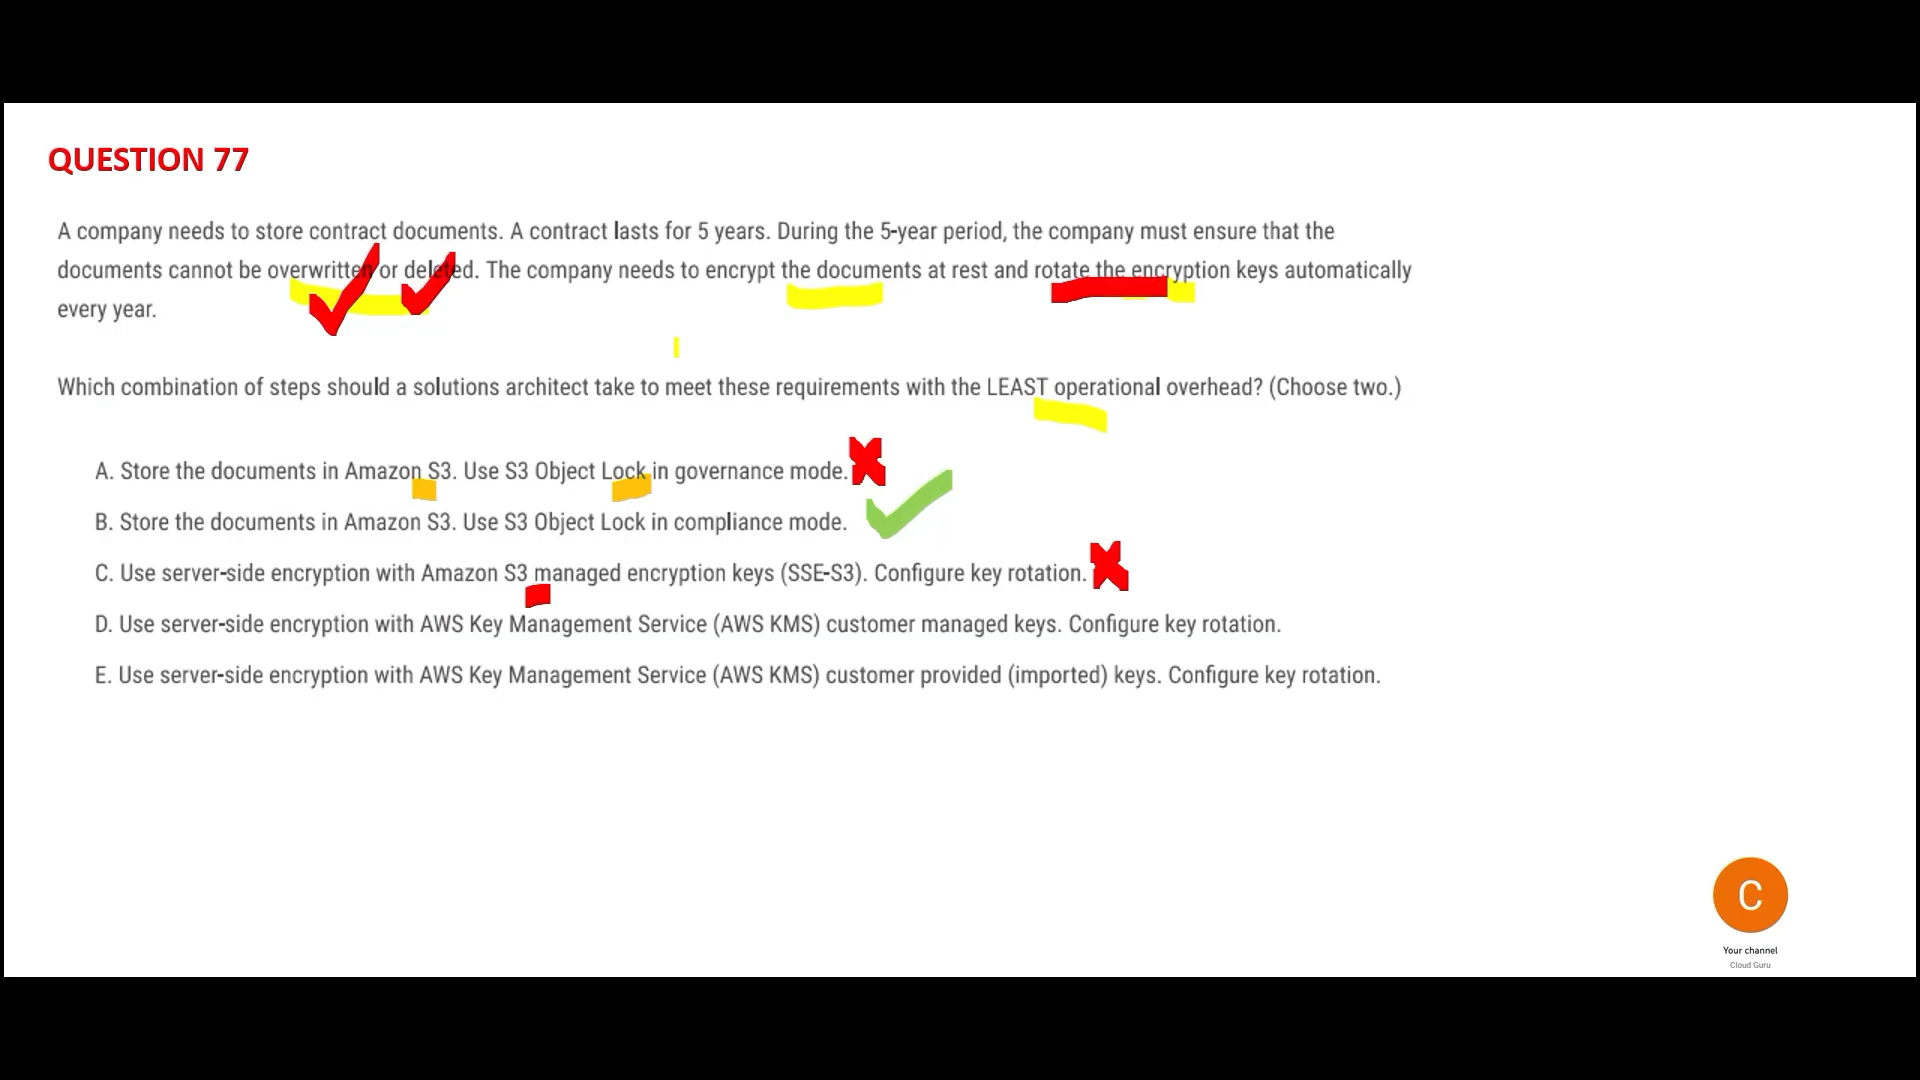 QUESTION 77
A company needs to store contract documents. A contract lasts for 5 years. During the 5-year period, the company must ensure that the
documents cannot be overwritten or deleted. The company needs to encrypt the documents at rest and rotate the encryption keys automatically
every year.
Which combination of steps should a solutions architect take to meet these requirements with the LEAST operational overhead? (Choose two.)
A. Store the documents in Amazon S3. Use S3 Object Lock in governance mode.
B. Store the documents in Amazon S3. Use S3 Object Lock in compliance mode.
C. Use server-side encryption with Amazon S3 managed encryption keys (SSE-S3). Configure key rotation.
D. Use server-side encryption with AWS Key Management Service (AWS KMS) customer managed keys. Configure key rotation.
E. Use server-side encryption with AWS Key Management Service (AWS KMS) customer provided (imported) keys. Configure key rotation.
C
Your channel
Cloud Guru